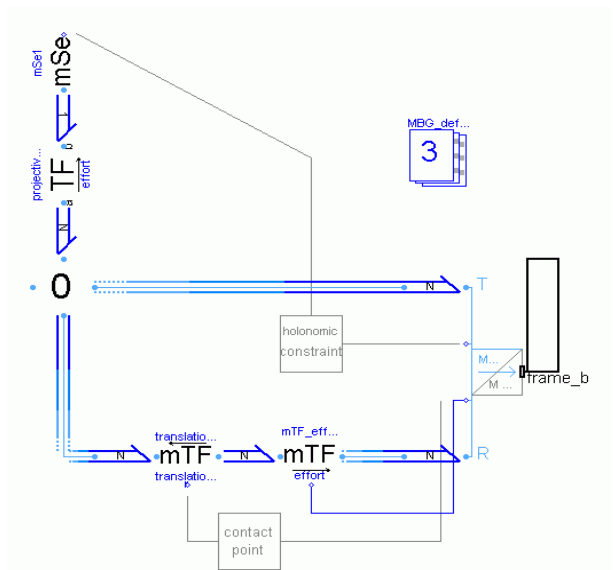 mSe1
mSe
1
b
projectiv...
TF
effort
a
N
MBG_def...
3
0
N
T
holonomic
constraint
M...
M...
frame_b
translatio...
mTF_eff...
N
mTF
N
mTF
N
R
translatio...
effort
b
contact
point